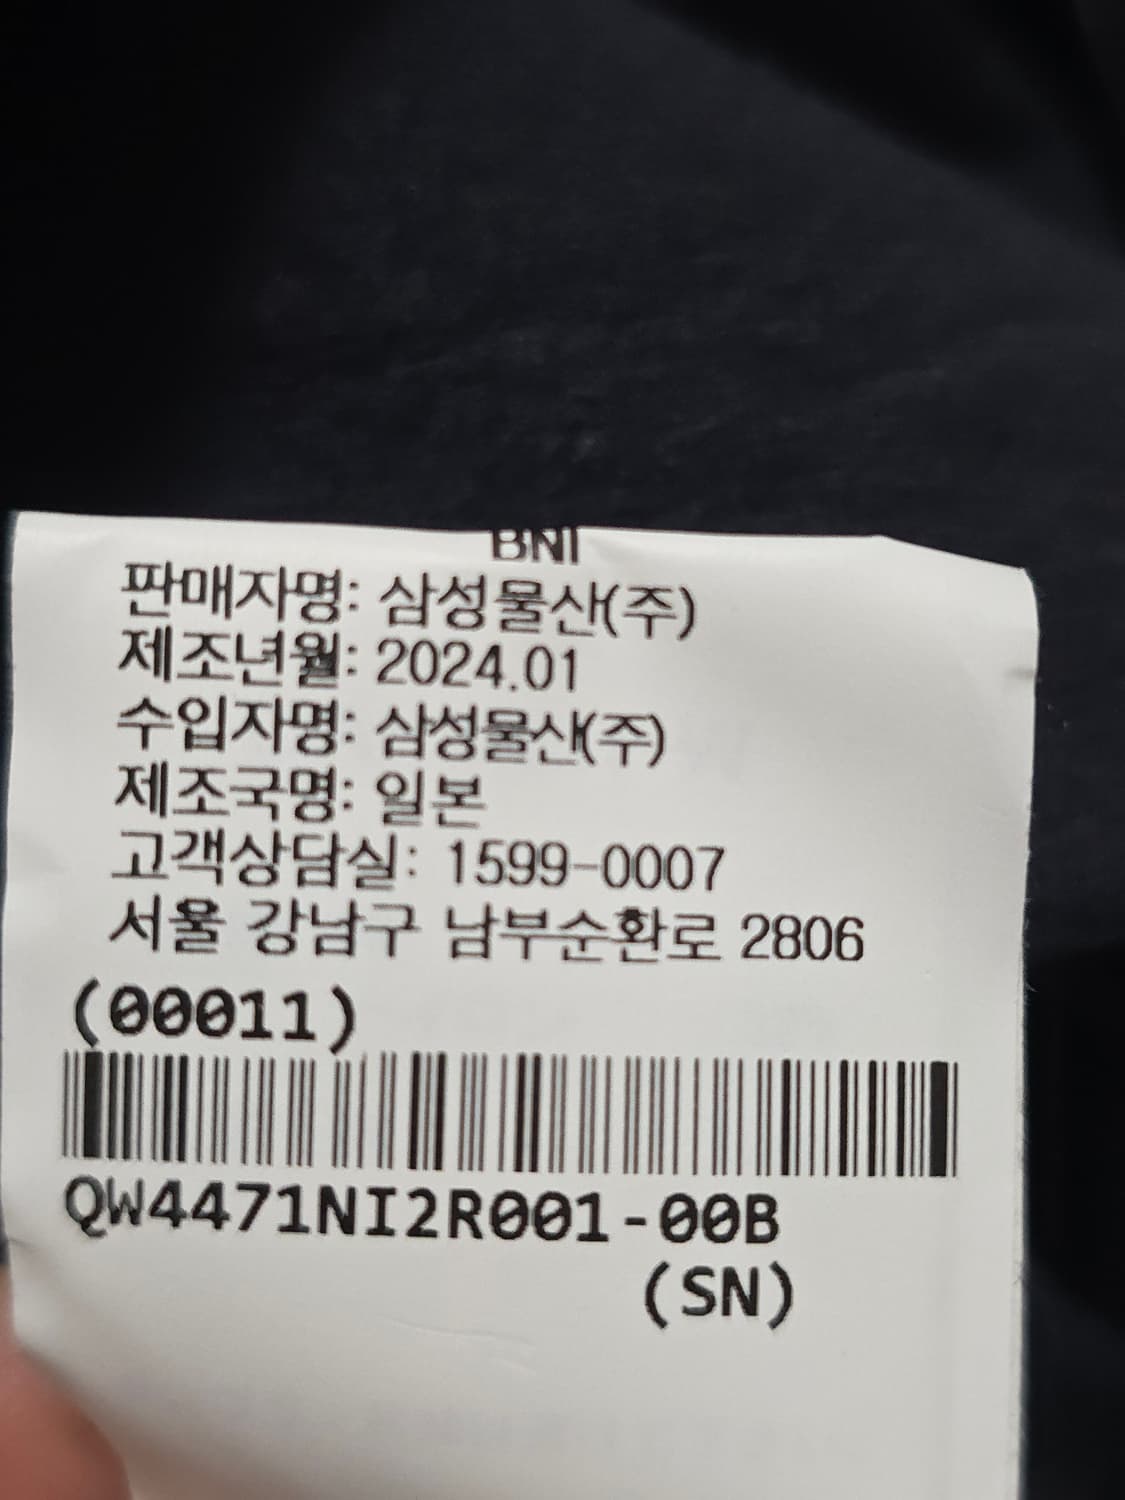 BNI
판매자명: 삼성물산(주)
제조년월: 2024.01
수입자명: 삼성물산(주)
제조국명: 일본
고객상담실: 1599-0007
서울 강남구 남부순환로 2806
(00011)
QW4471NI2R001-00B
(SN)